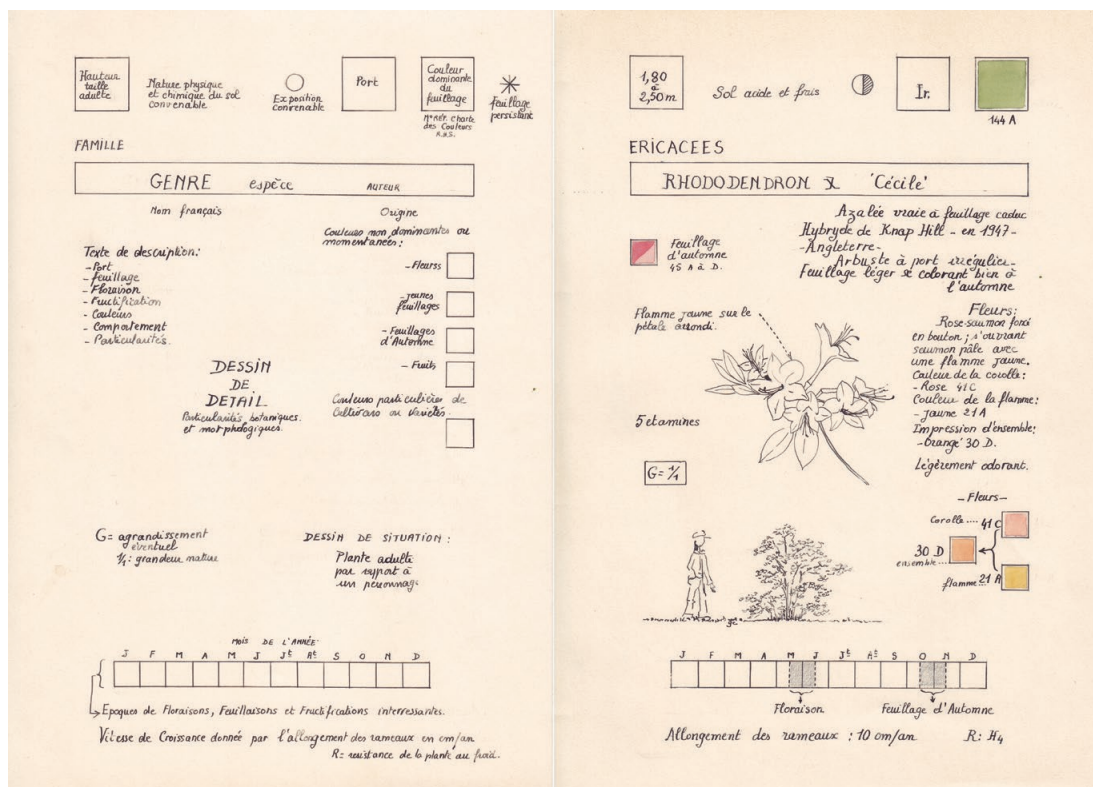 Hauteur
taille
adulte
Nature physique
et chimique du sol
convenable
Exposition
convenable
Port
Couleur
dominante
du
feuillage
N° REF. charte
des Couleurs
R.H.S.
feuillage
persistant
FAMILLE
GENRE espèce AUTEUR
Nom français
Origine
Texte de description:
-Port
-feuillage
-Floraison
-Fructification
-Couleurs
-Comportement
-Particularités.
Couleurs non dominantes ou
momentanées:
-Fleurs
-jeunes
feuillages
-Feuillages
d'Automne
-Fruits
Couleurs particulières de
Cultivars ou Variétés.
DESSIN
DE
DETAIL
Particularités botaniques.
et morphologiques.
G= agrandissement
éventuel
1/1: grandeur nature
DESSIN DE SITUATION:
Plante adulte
par rapport à
un personnage
MOIS DE L'ANNÉE
J F M A M J Jt At S O N D
Epoques de Floraisons, Feuillaisons et Fructifications interressantes.
Vitesse de Croissance donnée par l'allongement des rameaux en cm/an
R= résistance de la plante au froid.
1,80
à
2,50m
Sol acide et frais
Ir.
144 A
ERICACEES
RHODODENDRON X 'Cécile'
Feuillage
d'automne
45 A à D.
Azalée vraie à feuillage caduc
Hybryde de Knap Hill - en 1947-
-Angleterre-
Arbuste à port irrégulier-
Feuillage léger se colorant bien à
l'automne
Flamme jaune sur le
pétale arrondi.
5 etamines
G= 1/1
Fleurs:
Rose saumon foncé
en bouton; s'ouvrant
saumon pâle avec
une flamme jaune.
Couleur de la corolle:
- Rose 41C
Couleur de la flamme:
- jaune 21 A
Impression d'ensemble:
-Orangé 30 D.
Légèrement odorant.
-Fleurs-
Corolle.... 41 C
30 D
ensemble...
flamme...21 A
J F M A M J Jt At S O N D
Floraison
Feuillage d'Automne
Allongement des rameaux : 10 cm/an R: H4